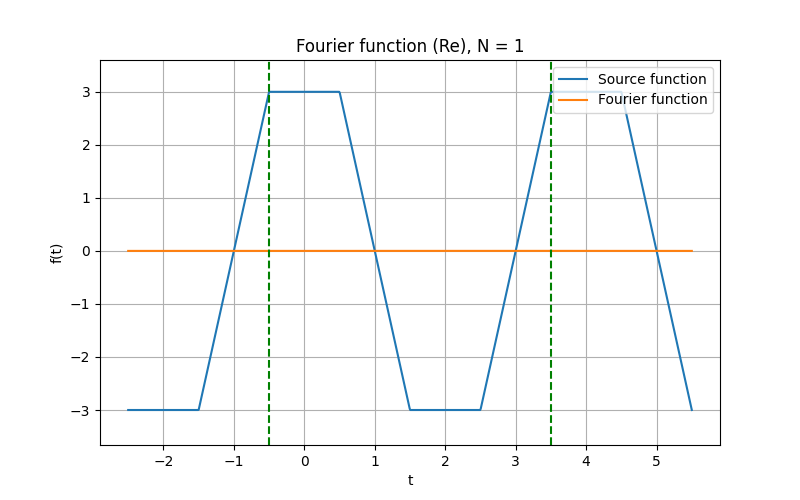 Fourier function (Re), N = 1
Source function
Fourier function
f(t)
3
2
1
0
−1
−2
−3
−2 −1 0 1 2 3 4 5
t